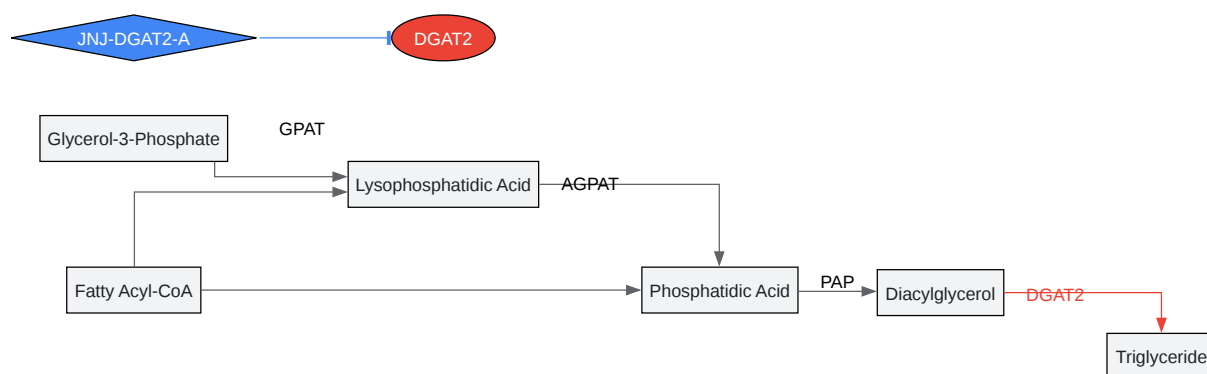 JNJ-DGAT2-A
DGAT2
GPAT
Glycerol-3-Phosphate
Lysophosphatidic Acid
AGPAT
Fatty Acyl-CoA
Phosphatidic Acid
PAP
Diacylglycerol
DGAT2
Triglyceride